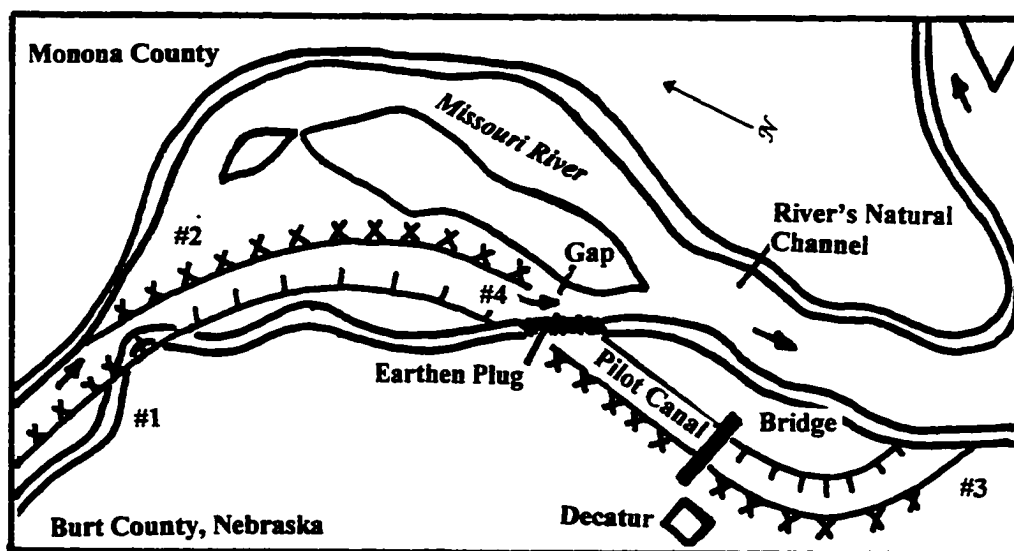 Monona County
Missouri River
N
River's Natural
Channel
#2
Gap
#4
Earthen Plug
Pilot Canal
#1
Bridge
#3
Decatur
Burt County, Nebraska